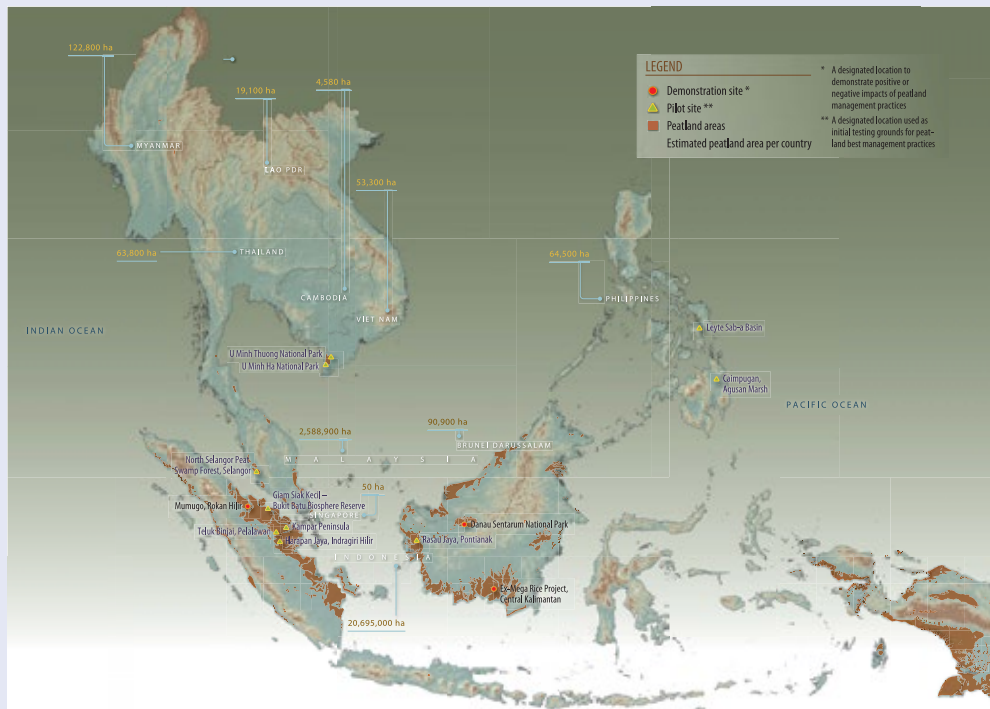 122,800 ha
19,100 ha
4,580 ha
LEGEND
Demonstration site *
Pilot site **
Peatland areas
Estimated peatland area per country
* A designated location to
demonstrate positive or
negative impacts of peatland
management practices
** A designated location used as
initial testing grounds for peat-
land best management practices
MYANMAR
LAO PDR
53,300 ha
63,800 ha
THAILAND
64,500 ha
CAMBODIA
PHILIPPINES
VIET NAM
INDIAN OCEAN
Leyte Sab-a Basin
U Minh Thuong National Park
U Minh Ha National Park
Caimpugan,
Agusan Marsh
PACIFIC OCEAN
2,588,900 ha
90,900 ha
BRUNEI DARUSSALAM
MALAYSIA
North Selangor Peat
Swamp Forest, Selangor
50 ha
Giam Siak Kecil –
Bukit Batu Biosphere Reserve
Mumugo, Rokan Hilir
SINGAPORE
Kampar Peninsula
Danau Sentarum National Park
Teluk Binjai, Pelalawan
Harapan Jaya, Indragiri Hilir
Rasau Jaya, Pontianak
INDONESIA
Ex-Mega Rice Project,
Central Kalimantan
20,695,000 ha